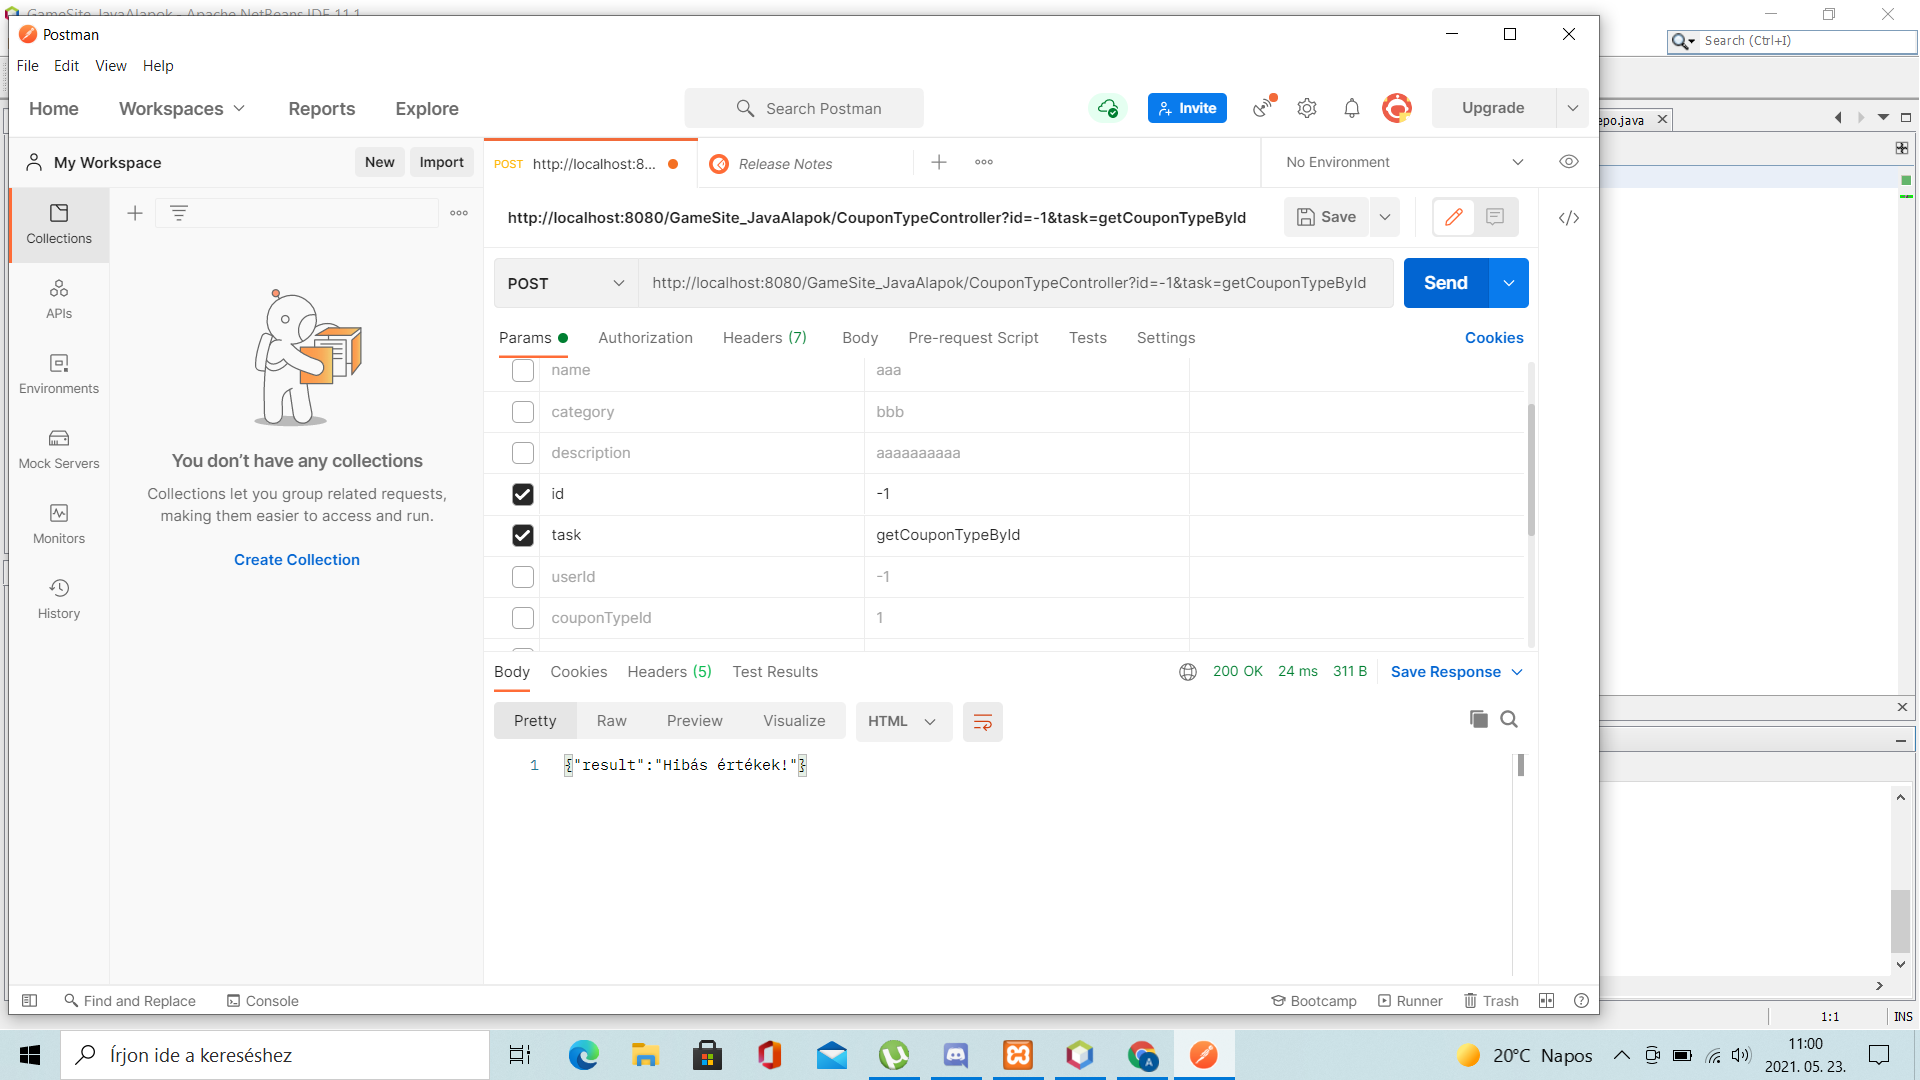 GameSite_JavaAlapok - Apache NetBeans IDE 11.1
Postman
Search (Ctrl+I)
File Edit View Help
Home Workspaces Reports Explore
Search Postman
Invite
Upgrade
epo.java
My Workspace
New Import
POST http://localhost:8...
Release Notes
No Environment
http://localhost:8080/GameSite_JavaAlapok/CouponTypeController?id=-1&task=getCouponTypeById
Save
Collections
APIs
Environments
Mock Servers
Monitors
History
You don't have any collections
Collections let you group related requests,
making them easier to access and run.
Create Collection
POST
http://localhost:8080/GameSite_JavaAlapok/CouponTypeController?id=-1&task=getCouponTypeById
Send
Params Authorization Headers (7) Body Pre-request Script Tests Settings Cookies
name aaa
category bbb
description aaaaaaaaaa
id -1
task getCouponTypeById
userId -1
couponTypeId 1
Body Cookies Headers (5) Test Results
200 OK 24 ms 311 B Save Response
Pretty Raw Preview Visualize HTML
1 {"result":"Hibás értékek!"}
Find and Replace Console
Bootcamp Runner Trash
1:1 INS
Írjon ide a kereséshez
20°C Napos
11:00
2021. 05. 23.